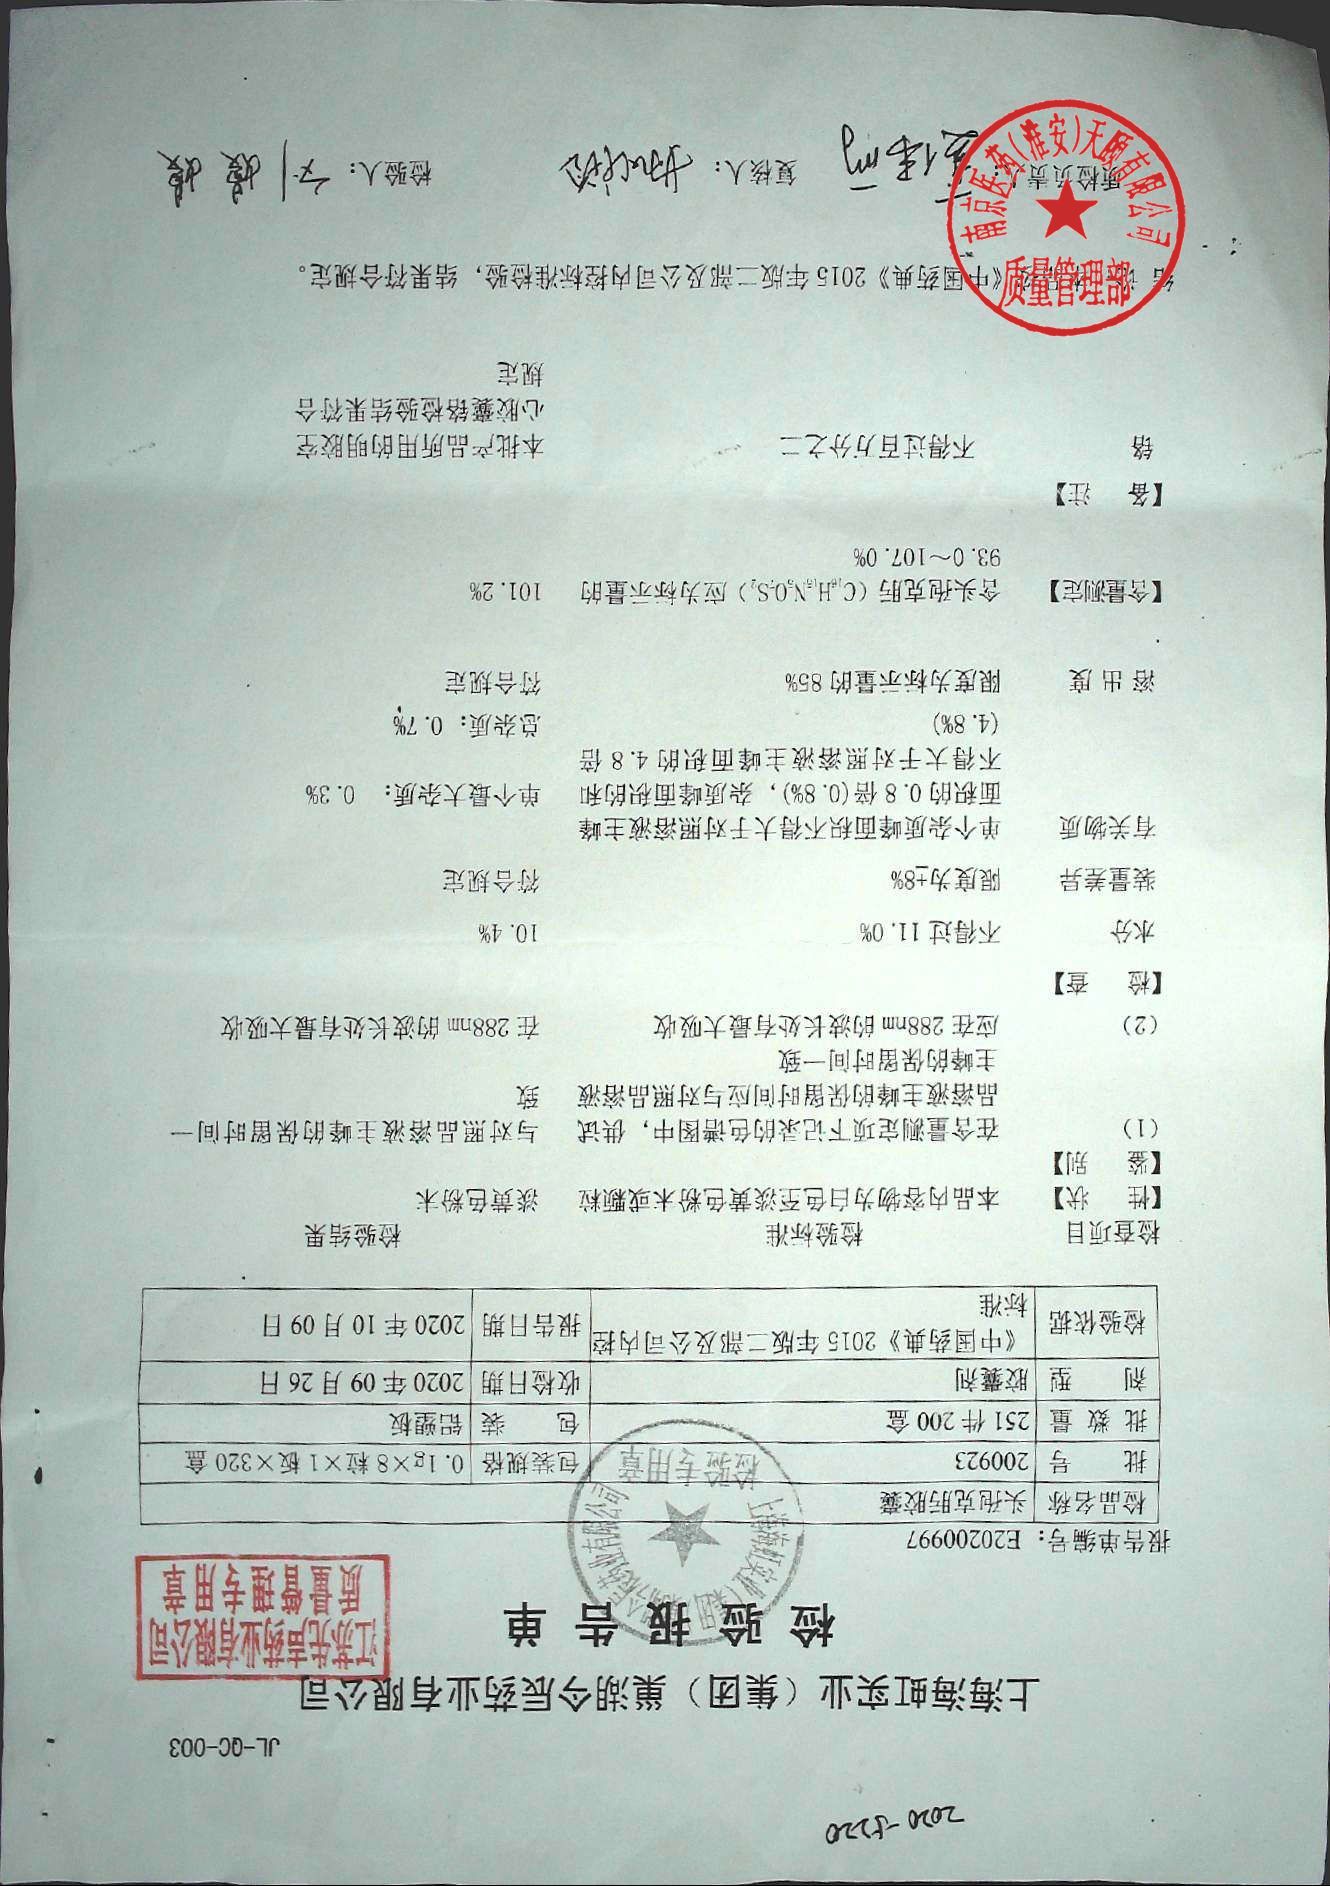 2020-5220
JL-QC-003
上海海虹实业（集团）巢湖今辰药业有限公司
检验报告单
江苏先声药业有限公司
质量管理专用章
报告单编号：E20200997
检品名称 头孢克肟胶囊
批 号 200923 包装规格 0.1g×8粒×1板×320盒
批 数 量 251件200盒 包 装 铝塑板
剂 型 胶囊剂 收检日期 2020年09月26日
检验依据 《中国药典》2015年版二部及公司内控标准 报告日期 2020年10月09日
检验专用章
检查项目 检验标准 检验结果
【性 状】 本品内容物为白色至淡黄色粉末或颗粒 淡黄色粉末
【鉴 别】
（1） 在含量测定项下记录的色谱图中，供试 与对照品溶液主峰的保留时间一
品溶液主峰的保留时间应与对照品溶液 致
主峰的保留时间一致
（2） 应在288nm的波长处有最大吸收 在288nm的波长处有最大吸收
【检 查】
水分 不得过11.0% 10.4%
装量差异 限度为±8% 符合规定
有关物质 单个杂质峰面积不得大于对照溶液主峰
面积的0.8倍(0.8%)，杂质峰面积的和 单个最大杂质： 0.3%
不得大于对照溶液主峰面积的4.8倍
(4.8%) 总杂质：0.7%
溶 出 度 限度为标示量的85% 符合规定
【含量测定】 含头孢克肟（C₁₆H₁₅N₅O₇S₂）应为标示量的 101.2%
93.0～107.0%
【备 注】
铬 不得过百万分之二 本批产品所用的明胶空
心胶囊铬检验结果符合
规定
结 论 本品按《中国药典》2015年版二部及公司内控标准检验，结果符合规定。
质检负责人： 复核人： 检验人：
南京医药(淮安)天颐有限公司
质量管理部